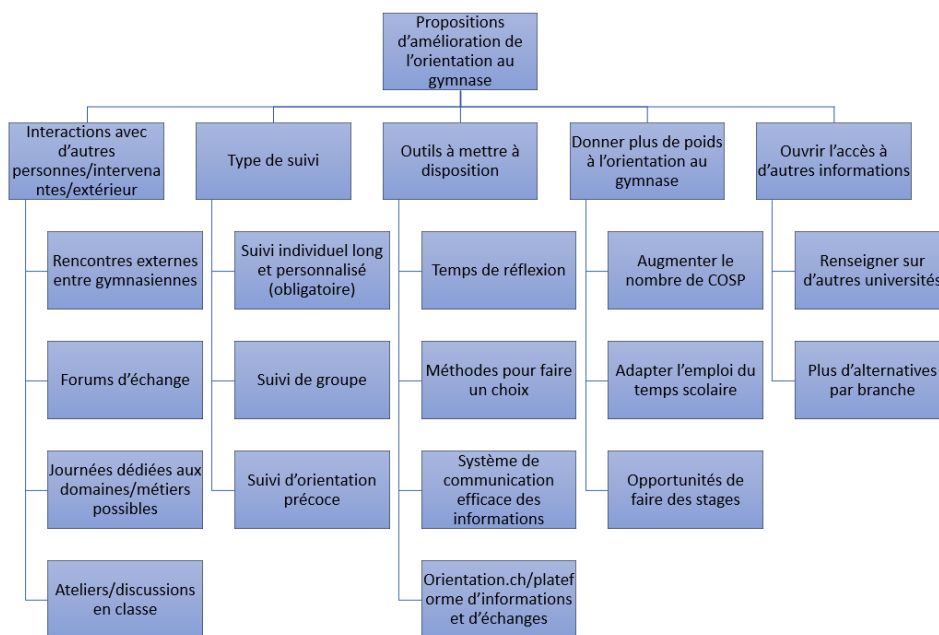 Propositions
d'amélioration de
l'orientation au
gymnase
Interactions avec
d'autres
personnes/intervena
ntes/extérieur
Type de suivi
Outils à mettre à
disposition
Donner plus de poids
à l'orientation au
gymnase
Ouvrir l'accès à
d'autres informations
Rencontres externes
entre gymnasiennes
Forums d'échange
Journées dédiées aux
domaines/métiers
possibles
Ateliers/discussions
en classe
Suivi individuel long
et personnalisé
(obligatoire)
Suivi de groupe
Suivi d'orientation
précoce
Temps de réflexion
Méthodes pour faire
un choix
Système de
communication
efficace des
informations
Orientation.ch/platef
orme d'informations
et d'échanges
Augmenter le
nombre de COSP
Adapter l'emploi du
temps scolaire
Opportunités de
faire des stages
Renseigner sur
d'autres universités
Plus d'alternatives
par branche